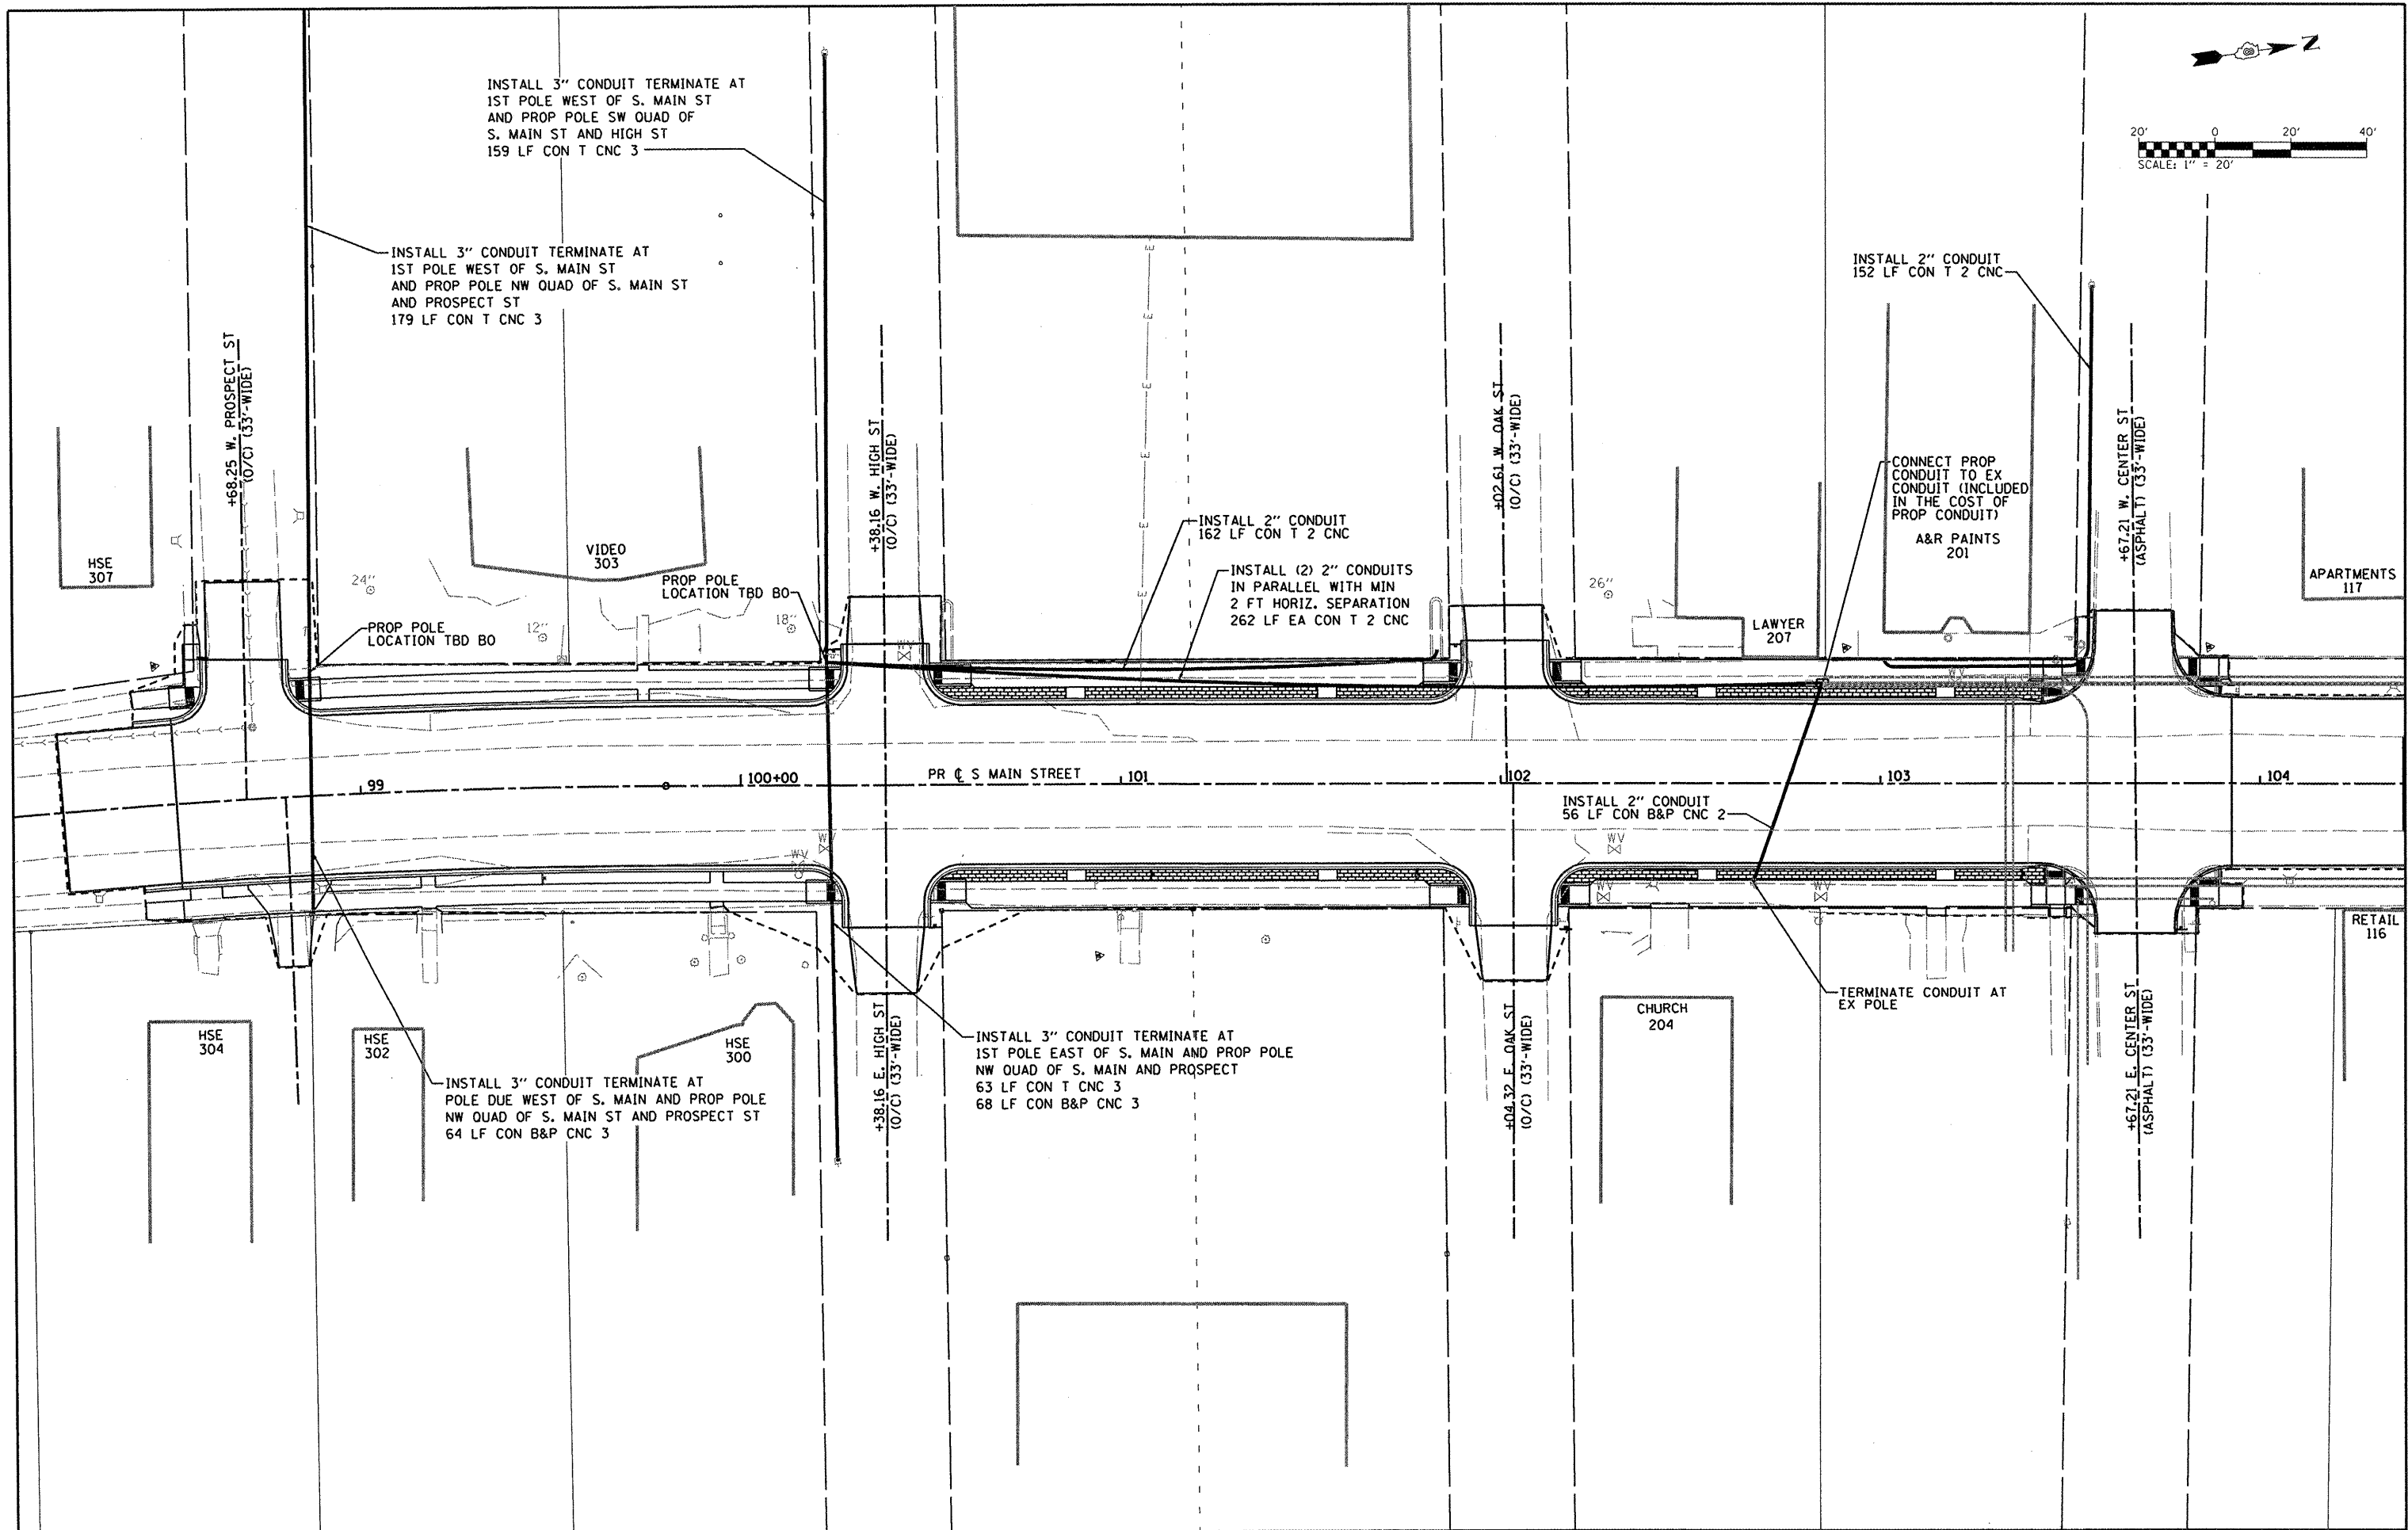 INSTALL 3" CONDUIT TERMINATE AT
1ST POLE WEST OF S. MAIN ST
AND PROP POLE SW QUAD OF
S. MAIN ST AND HIGH ST
159 LF CON T CNC 3
Z
20' 0 20' 40'
SCALE: 1" = 20'
INSTALL 3" CONDUIT TERMINATE AT
1ST POLE WEST OF S. MAIN ST
AND PROP POLE NW QUAD OF S. MAIN ST
AND PROSPECT ST
179 LF CON T CNC 3
INSTALL 2" CONDUIT
152 LF CON T 2 CNC
+68.25 W. PROSPECT ST
(O/C) (33'-WIDE)
+38.16 W. HIGH ST
(O/C) (33'-WIDE)
+02.61 W. OAK ST
(O/C) (33'-WIDE)
+67.21 W. CENTER ST
(ASPHALT) (33'-WIDE)
CONNECT PROP
CONDUIT TO EX
CONDUIT (INCLUDED
IN THE COST OF
PROP CONDUIT)
A&R PAINTS
201
INSTALL 2" CONDUIT
162 LF CON T 2 CNC
INSTALL (2) 2" CONDUITS
IN PARALLEL WITH MIN
2 FT HORIZ. SEPARATION
262 LF EA CON T 2 CNC
HSE
307
VIDEO
303
24"
12"
18"
26"
PROP POLE
LOCATION TBD BO
PROP POLE
LOCATION TBD BO
LAWYER
207
APARTMENTS
117
WV
WV
99
100+00
PR ℄ S MAIN STREET
101
102
103
104
INSTALL 2" CONDUIT
56 LF CON B&P CNC 2
WV
WV
WV
WV
WV
RETAIL
116
TERMINATE CONDUIT AT
EX POLE
HSE
304
HSE
302
HSE
300
CHURCH
204
INSTALL 3" CONDUIT TERMINATE AT
POLE DUE WEST OF S. MAIN AND PROP POLE
NW QUAD OF S. MAIN ST AND PROSPECT ST
64 LF CON B&P CNC 3
+38.16 E. HIGH ST
(O/C) (33'-WIDE)
INSTALL 3" CONDUIT TERMINATE AT
1ST POLE EAST OF S. MAIN AND PROP POLE
NW QUAD OF S. MAIN AND PROSPECT
63 LF CON T CNC 3
68 LF CON B&P CNC 3
+04.32 E. OAK ST
(O/C) (33'-WIDE)
+67.21 E. CENTER ST
(ASPHALT) (33'-WIDE)